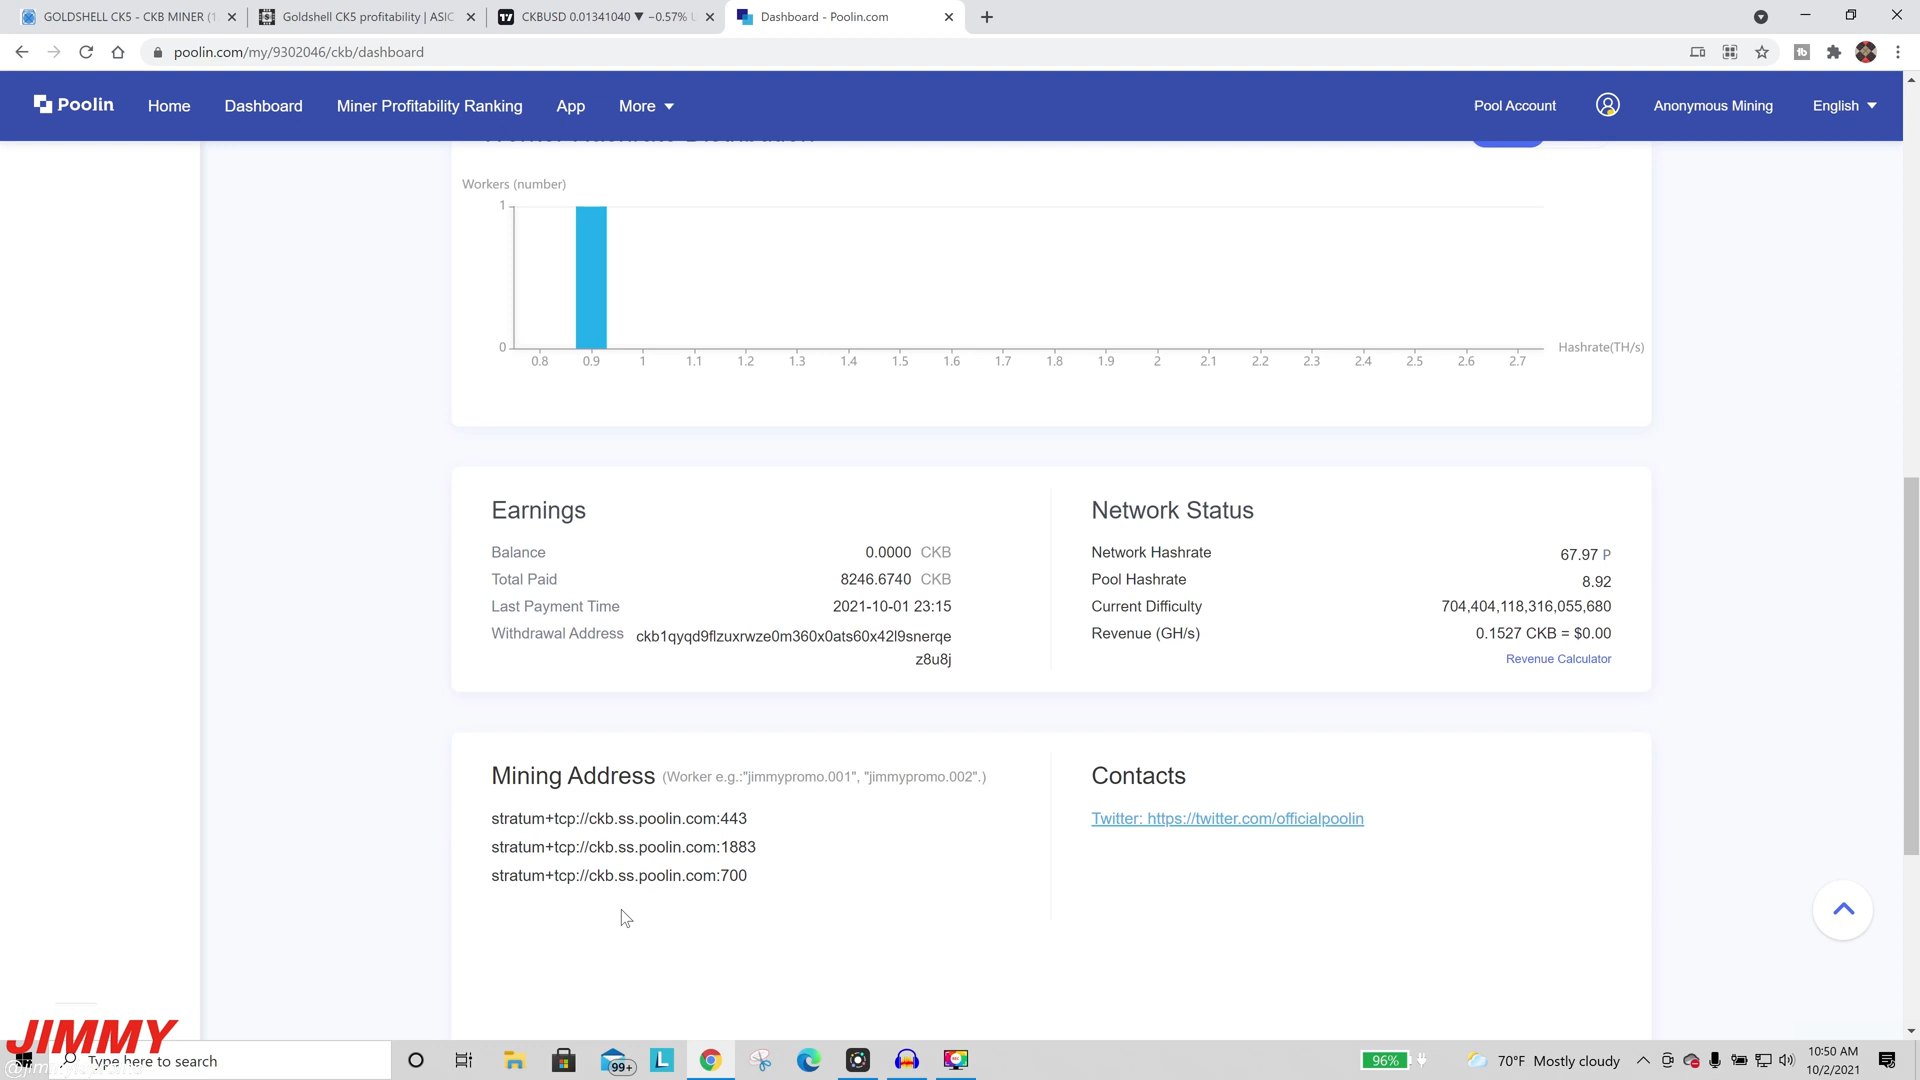 GOLDSHELL CK5 - CKB MINER (1
Goldshell CK5 profitability | ASIC
CKBUSD 0.01341040 ▼ −0.57% U
Dashboard - Poolin.com
poolin.com/my/9302046/ckb/dashboard
Poolin
Home
Dashboard
Miner Profitability Ranking
App
More
Pool Account
Anonymous Mining
English
Workers (number)
1
0
0.8 0.9 1 1.1 1.2 1.3 1.4 1.5 1.6 1.7 1.8 1.9 2 2.1 2.2 2.3 2.4 2.5 2.6 2.7
Hashrate(TH/s)
Earnings
Balance 0.0000 CKB
Total Paid 8246.6740 CKB
Last Payment Time 2021-10-01 23:15
Withdrawal Address ckb1qyqd9flzuxrwze0m360x0ats60x42l9snerqe
z8u8j
Network Status
Network Hashrate 67.97 P
Pool Hashrate 8.92
Current Difficulty 704,404,118,316,055,680
Revenue (GH/s) 0.1527 CKB = $0.00
Revenue Calculator
Mining Address (Worker e.g.:"jimmypromo.001", "jimmypromo.002".)
stratum+tcp://ckb.ss.poolin.com:443
stratum+tcp://ckb.ss.poolin.com:1883
stratum+tcp://ckb.ss.poolin.com:700
Contacts
Twitter: https://twitter.com/officialpoolin
JIMMY
Type here to search
99+
L
96%
70°F Mostly cloudy
10:50 AM
10/2/2021